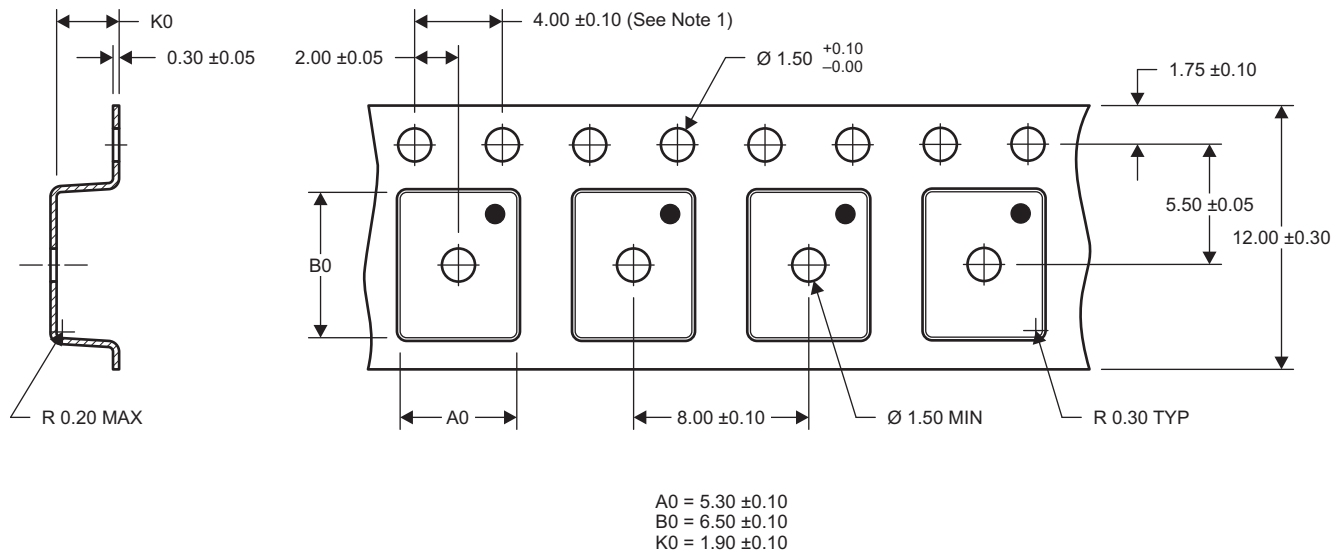 K0
4.00 ±0.10 (See Note 1)
0.30 ±0.05
2.00 ±0.05
Ø 1.50 +0.10 –0.00
1.75 ±0.10
5.50 ±0.05
12.00 ±0.30
B0
R 0.20 MAX
A0
8.00 ±0.10
Ø 1.50 MIN
R 0.30 TYP
A0 = 5.30 ±0.10
B0 = 6.50 ±0.10
K0 = 1.90 ±0.10